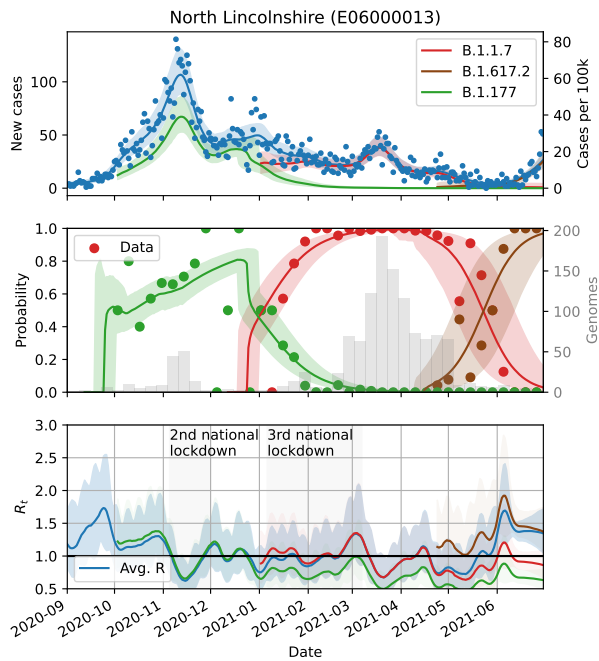 North Lincolnshire (E06000013)
New cases
100
50
0
B.1.1.7
B.1.617.2
B.1.177
80
60
40
20
0
Cases per 100k
Probability
1.0
0.8
0.6
0.4
0.2
0.0
Data
200
150
100
50
0
Genomes
R_t
3.0
2.5
2.0
1.5
1.0
0.5
2nd national
lockdown
3rd national
lockdown
Avg. R
2020-09
2020-10
2020-11
2020-12
2021-01
2021-02
2021-03
2021-04
2021-05
2021-06
Date